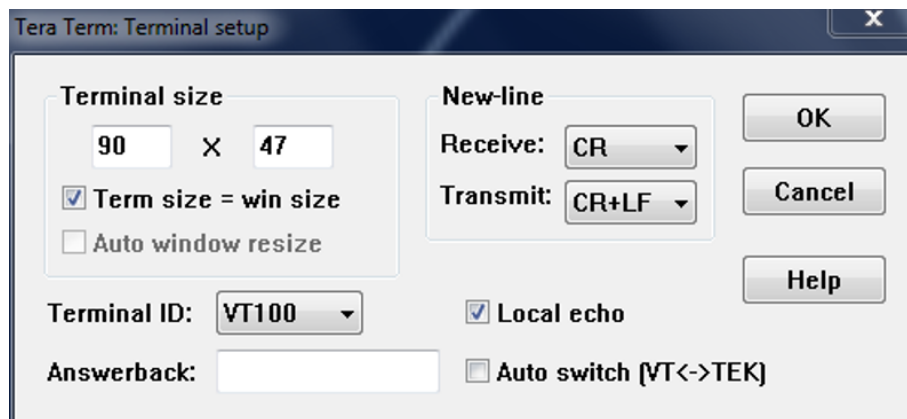 Tera Term: Terminal setup
X
Terminal size
90 X 47
Term size = win size
Auto window resize
New-line
Receive: CR
Transmit: CR+LF
OK
Cancel
Help
Terminal ID: VT100
Local echo
Answerback:
Auto switch (VT<->TEK)